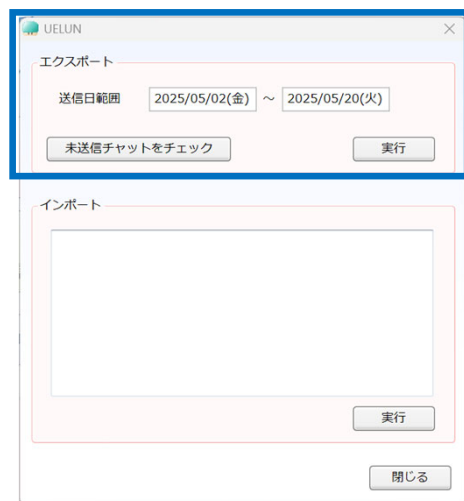 UELUN
エクスポート
送信日範囲 2025/05/02(金) ～ 2025/05/20(火)
未送信チャットをチェック 実行
インポート
実行
閉じる